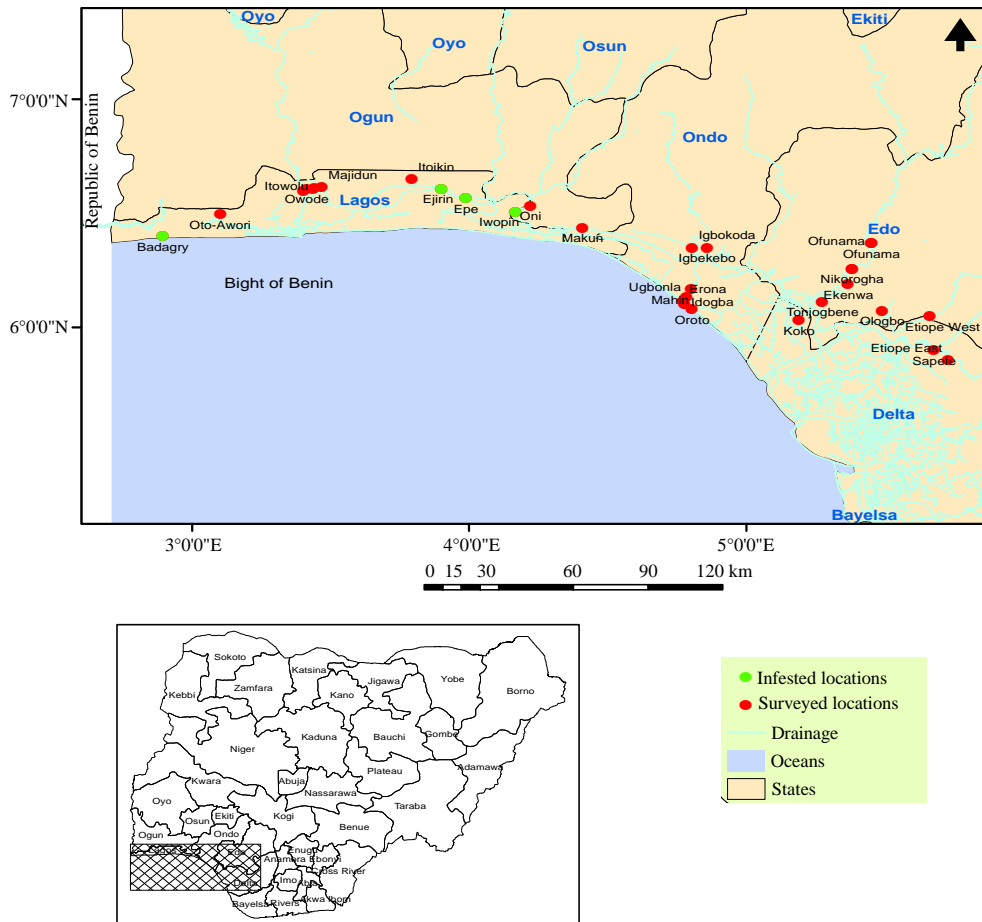 Oyo
Ekiti
Oyo
Osun
7°0'0"N
Ogun
Ondo
Republic of Benin
Itoikin
Majidun
Itowolu
Owode
Lagos
Ejirin
Epe
Oto-Awori
Iwopin
Oni
Badagry
Makun
Igbokoda
Igbekebo
Edo
Ofunama
Ofunama
Bight of Benin
Nikorogha
Ugbonla
Erona
Ekenwa
Mahin
Idogba
Tonjogbene
Oroto
Koko
Ologbo
Etiope West
6°0'0"N
Etiope East
Sapele
Delta
Bayelsa
3°0'0"E
4°0'0"E
5°0'0"E
0 15 30 60 90 120 km
Sokoto
Katsina
Zamfara
Jigawa
Yobe
Kebbi
Kano
Borno
Kaduna
Bauchi
Gombe
Niger
Adamawa
Plateau
Kwara
Abuja
Nassarawa
Taraba
Oyo
Osun
Ekiti
Kogi
Benue
Ogun
Ondo
Lagos
Edo
Enugu
Anambra
Ebonyi
Cross River
Delta
Imo
Abia
Akwa Ibom
Bayelsa
Rivers
Infested locations
Surveyed locations
Drainage
Oceans
States